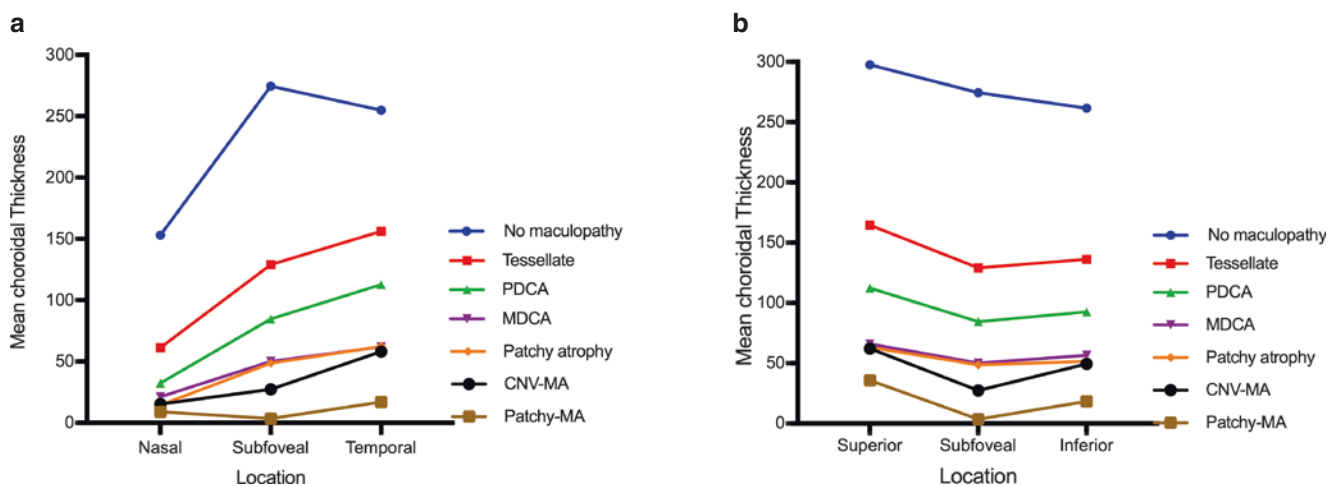 a
Mean choroidal Thickness
300
250
200
150
100
50
0
Nasal
Subfoveal
Temporal
Location
No maculopathy
Tessellate
PDCA
MDCA
Patchy atrophy
CNV-MA
Patchy-MA
b
Mean choroidal Thickness
300
250
200
150
100
50
0
Superior
Subfoveal
Inferior
Location
No maculopathy
Tessellate
PDCA
MDCA
Patchy atrophy
CNV-MA
Patchy-MA